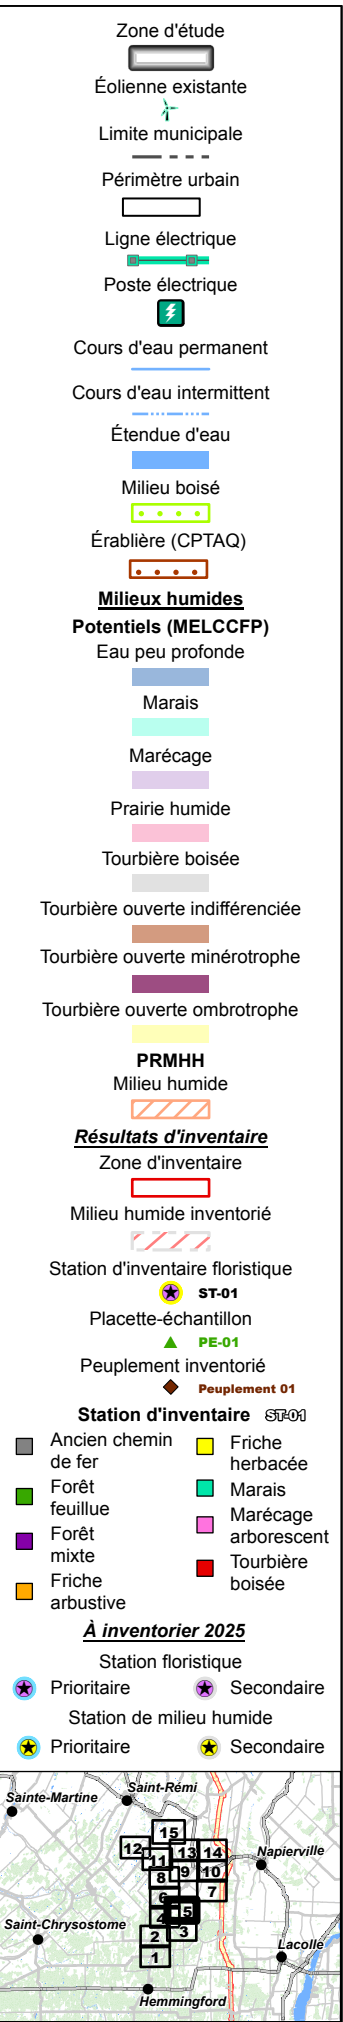 Zone d'étude
Éolienne existante
Limite municipale
Périmètre urbain
Ligne électrique
Poste électrique
Cours d'eau permanent
Cours d'eau intermittent
Étendue d'eau
Milieu boisé
Érablière (CPTAQ)
Milieux humides
Potentiels (MELCCFP)
Eau peu profonde
Marais
Marécage
Prairie humide
Tourbière boisée
Tourbière ouverte indifférenciée
Tourbière ouverte minérotrophe
Tourbière ouverte ombrotrophe
PRMHH
Milieu humide
Résultats d'inventaire
Zone d'inventaire
Milieu humide inventorié
Station d'inventaire floristique
ST-01
Placette-échantillon
PE-01
Peuplement inventorié
Peuplement 01
Station d'inventaire ST-01
Ancien chemin
de fer
Forêt
feuillue
Forêt
mixte
Friche
arbustive
Friche
herbacée
Marais
Marécage
arborescent
Tourbière
boisée
À inventorier 2025
Station floristique
Prioritaire Secondaire
Station de milieu humide
Prioritaire Secondaire
Saint-Rémi
Sainte-Martine
15
12 13 14
11
Napierville
8 9 10
7
6
4 5
Saint-Chrysostome
2 3
Lacolle
1
Hemmingford